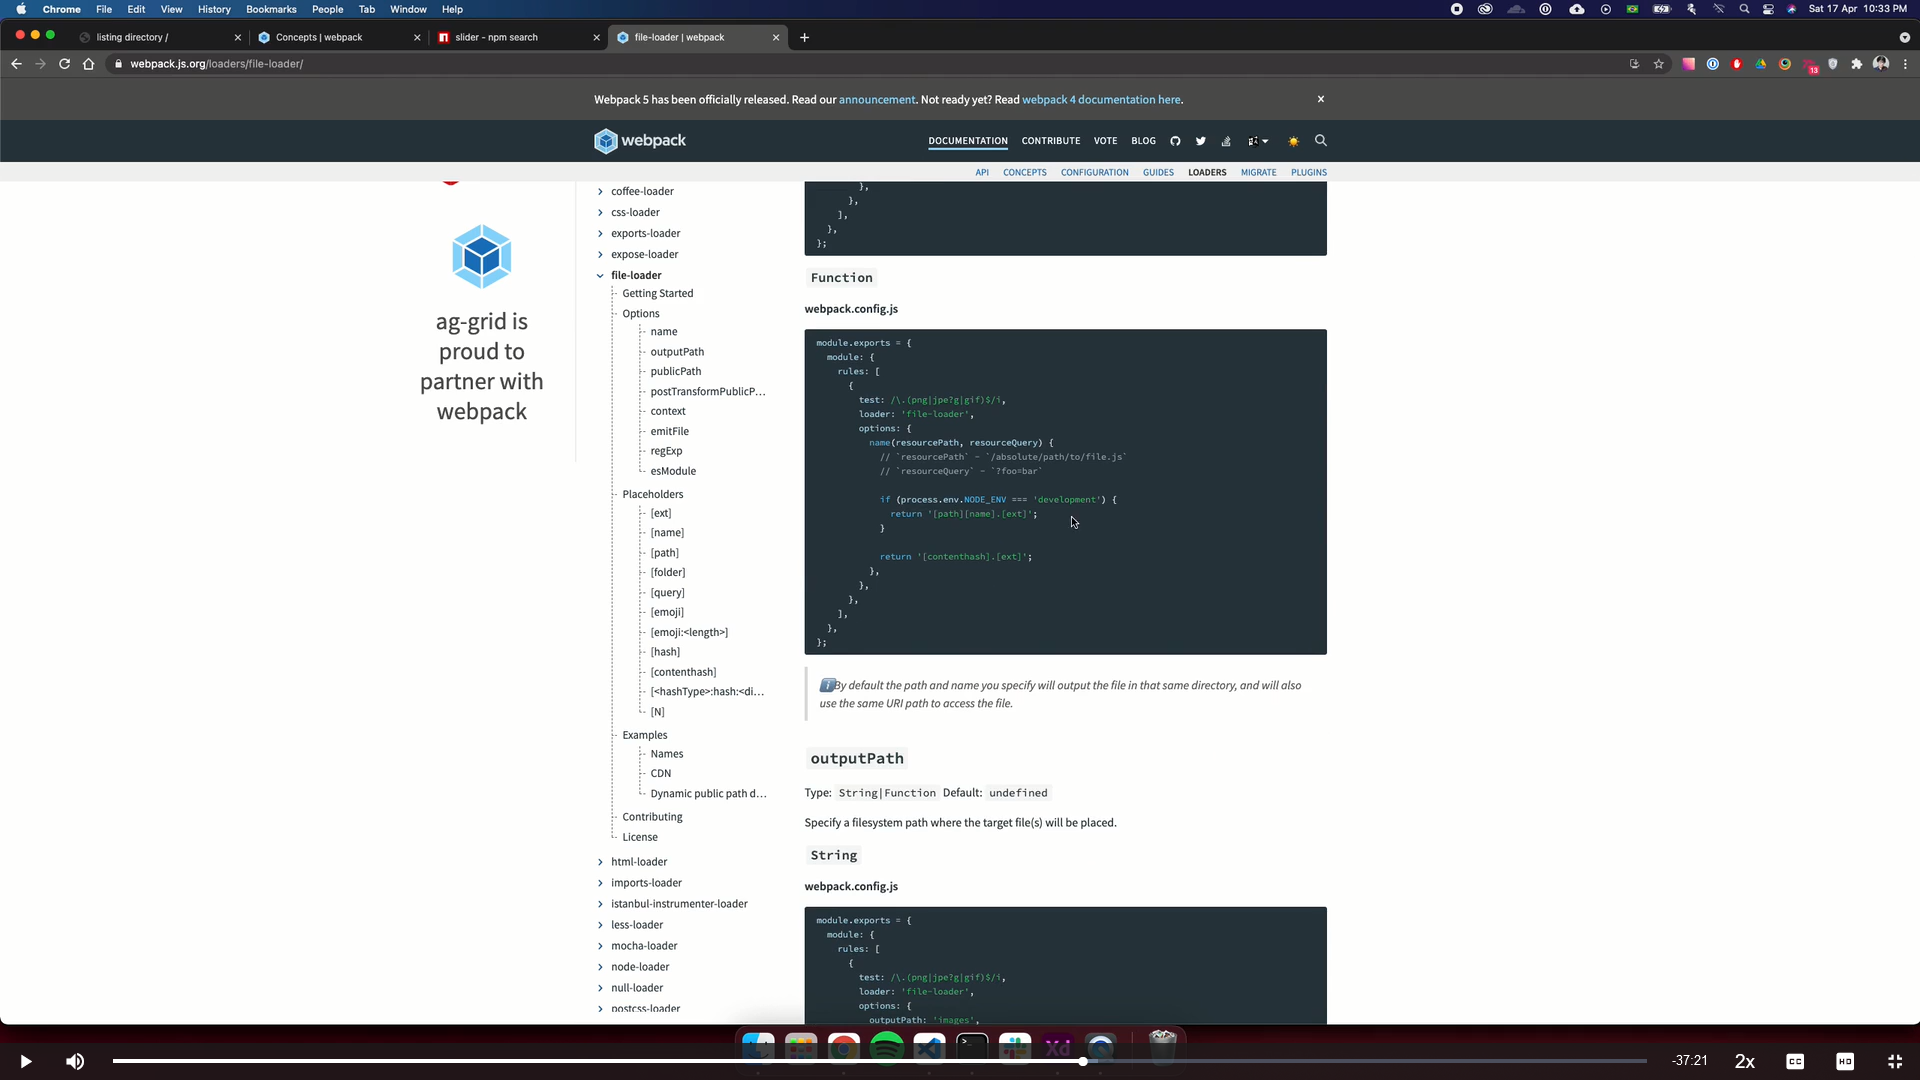 Chrome File Edit View History Bookmarks People Tab Window Help Sat 17 Apr 10:33 PM
listing directory / Concepts | webpack slider - npm search file-loader | webpack
webpack.js.org/loaders/file-loader/
13
Webpack 5 has been officially released. Read our announcement. Not ready yet? Read webpack 4 documentation here.
webpack
DOCUMENTATION CONTRIBUTE VOTE BLOG
API CONCEPTS CONFIGURATION GUIDES LOADERS MIGRATE PLUGINS
ag-grid is
proud to
partner with
webpack
coffee-loader
css-loader
exports-loader
expose-loader
file-loader
Getting Started
Options
name
outputPath
publicPath
postTransformPublicP...
context
emitFile
regExp
esModule
Placeholders
[ext]
[name]
[path]
[folder]
[query]
[emoji]
[emoji:<length>]
[hash]
[contenthash]
[<hashType>:hash:<di...
[N]
Examples
Names
CDN
Dynamic public path d...
Contributing
License
html-loader
imports-loader
istanbul-instrumenter-loader
less-loader
mocha-loader
node-loader
null-loader
postcss-loader
},
},
],
},
};
Function
webpack.config.js
module.exports = {
module: {
rules: [
{
test: /\.(png|jpe?g|gif)$/i,
loader: 'file-loader',
options: {
name(resourcePath, resourceQuery) {
// `resourcePath` - `/absolute/path/to/file.js`
// `resourceQuery` - `?foo=bar`
if (process.env.NODE_ENV === 'development') {
return '[path][name].[ext]';
}
return '[contenthash].[ext]';
},
},
},
],
},
};
By default the path and name you specify will output the file in that same directory, and will also
use the same URI path to access the file.
outputPath
Type: String|Function Default: undefined
Specify a filesystem path where the target file(s) will be placed.
String
webpack.config.js
module.exports = {
module: {
rules: [
{
test: /\.(png|jpe?g|gif)$/i,
loader: 'file-loader',
options: {
outputPath: 'images',
Xd
-37:21 2x CC HD